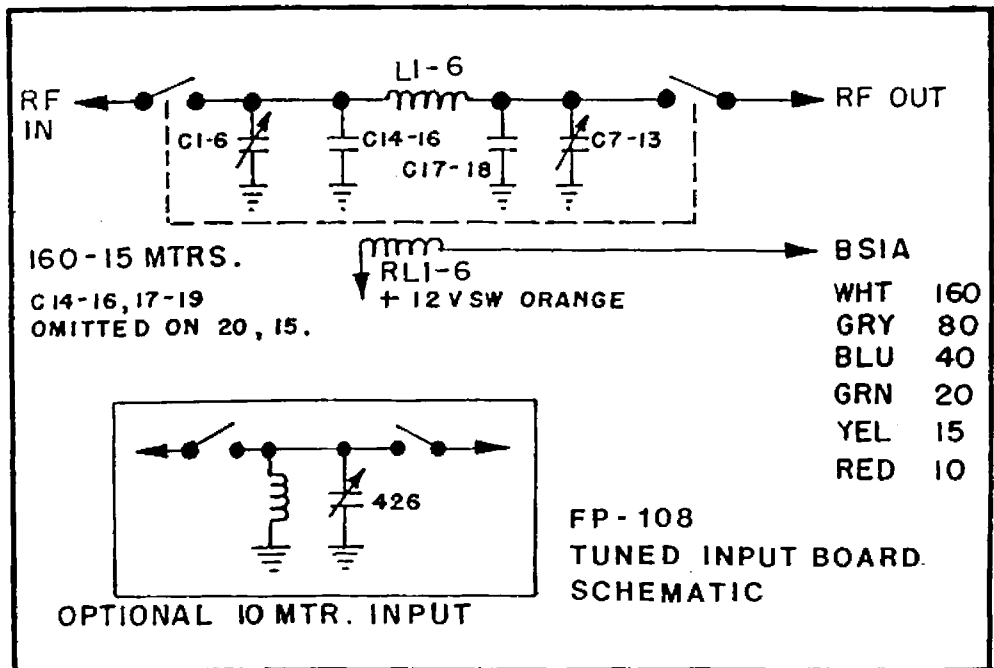 L1-6
RF IN
RF OUT
C1-6
C14-16
C17-18
C7-13
160-15 MTRS.
C14-16, 17-19
OMITTED ON 20, 15.
RL1-6
+ 12 V SW ORANGE
BS1A
WHT 160
GRY 80
BLU 40
GRN 20
YEL 15
RED 10
426
OPTIONAL 10 MTR. INPUT
FP-108
TUNED INPUT BOARD
SCHEMATIC